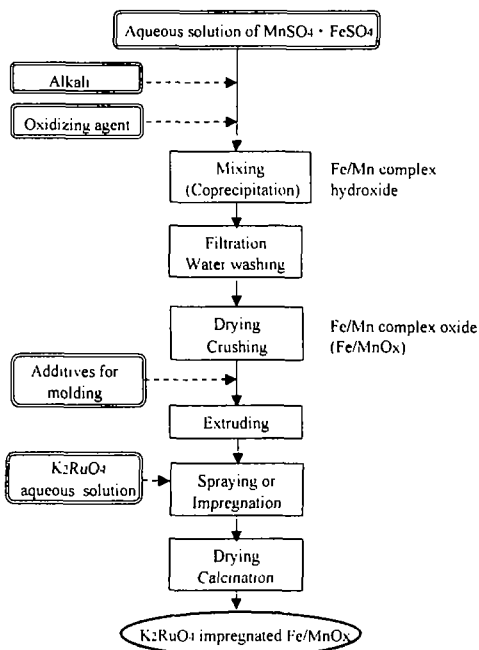 Aqueous solution of MnSO4・FeSO4
Alkali
Oxidizing agent
Mixing
(Coprecipitation)
Fe/Mn complex
hydroxide
Filtration
Water washing
Drying
Crushing
Fe/Mn complex oxide
(Fe/MnOx)
Additives for
molding
Extruding
K2RuO4
aqueous solution
Spraying or
Impregnation
Drying
Calcination
K2RuO4 impregnated Fe/MnOx